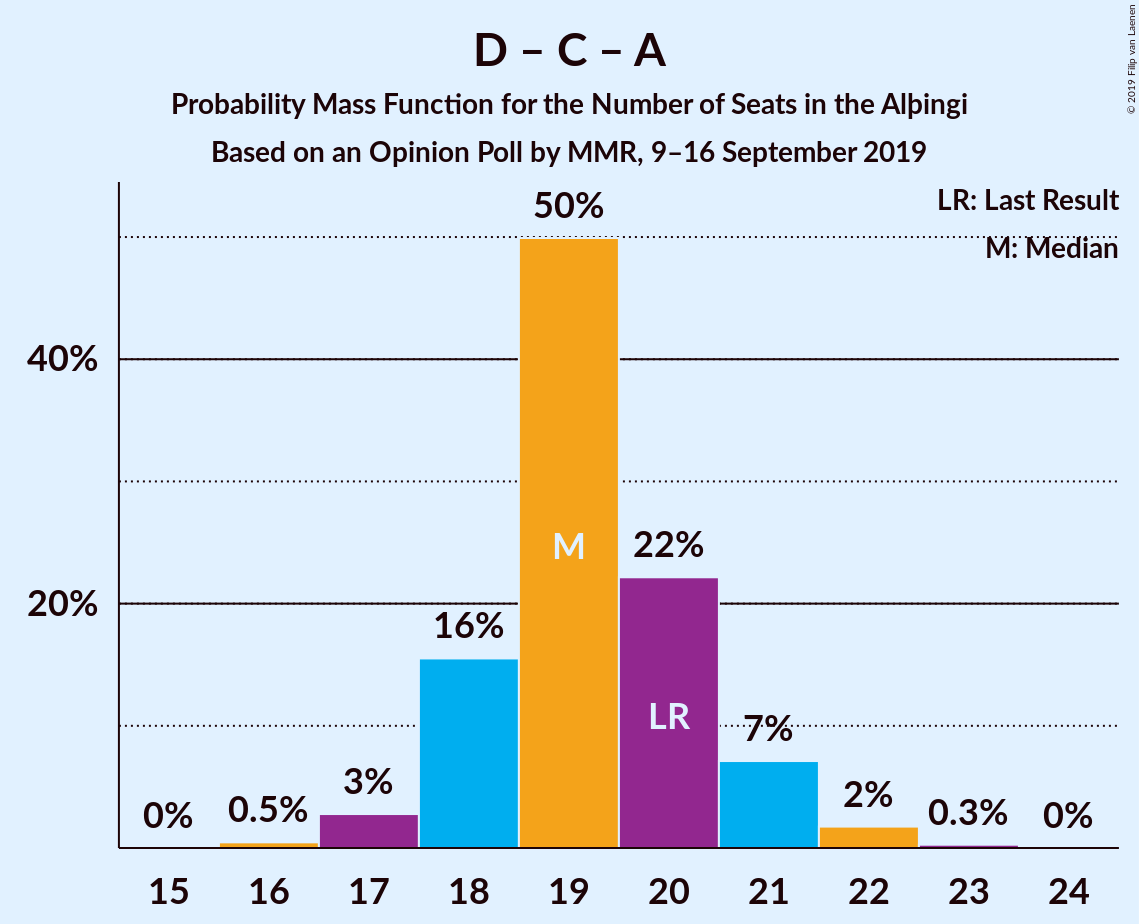 D – C – A
Probability Mass Function for the Number of Seats in the Alþingi
Based on an Opinion Poll by MMR, 9–16 September 2019
© 2019 Filip van Laenen
LR: Last Result
M: Median
50%
40%
20%
0%
0.5%
3%
16%
M
22%
LR
7%
2%
0.3%
0%
15 16 17 18 19 20 21 22 23 24